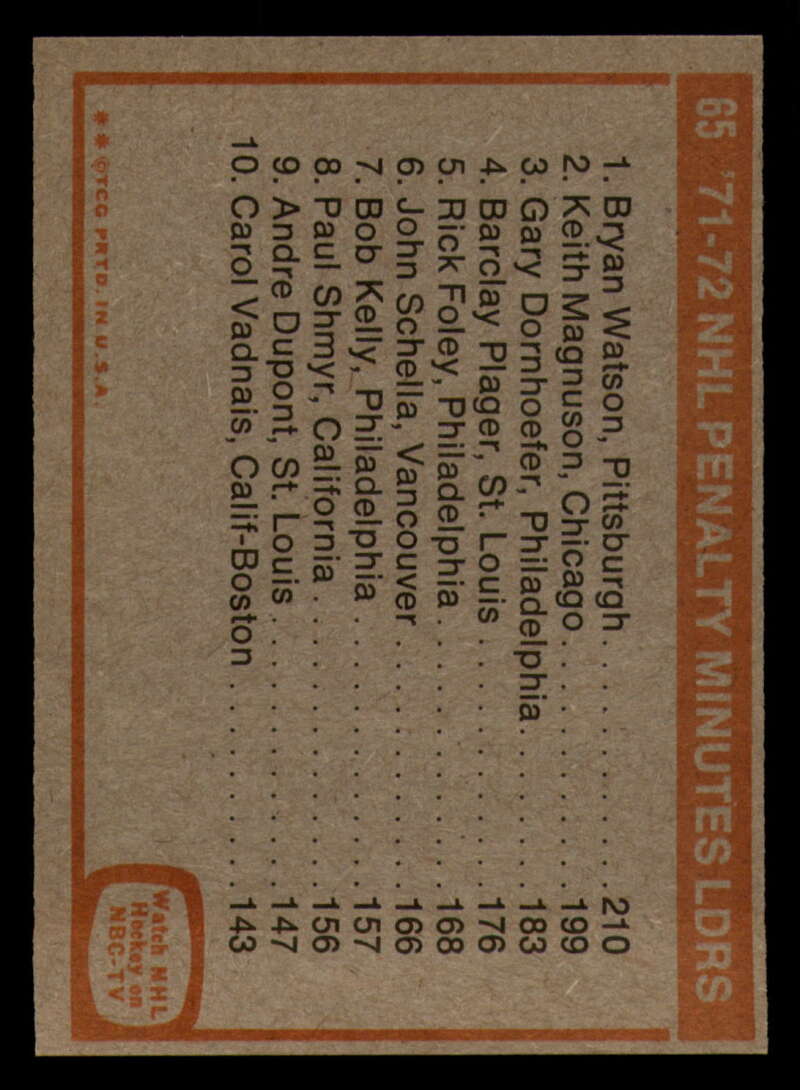 65 '71-72 NHL PENALTY MINUTES LDRS
1. Bryan Watson, Pittsburgh . . . . . . . . . 210
2. Keith Magnuson, Chicago . . . . . . . . . 199
3. Gary Dornhoefer, Philadelphia . . . . . . 183
4. Barclay Plager, St. Louis . . . . . . . . . 176
5. Rick Foley, Philadelphia . . . . . . . . . . 168
6. John Schella, Vancouver . . . . . . . . . 166
7. Bob Kelly, Philadelphia . . . . . . . . . . 157
8. Paul Shmyr, California . . . . . . . . . . . 156
9. Andre Dupont, St. Louis . . . . . . . . . . 147
10. Carol Vadnais, Calif-Boston . . . . . . . . 143
** ©TCG PRTD. IN U.S.A.
Watch NHL
Hockey on
NBC-TV